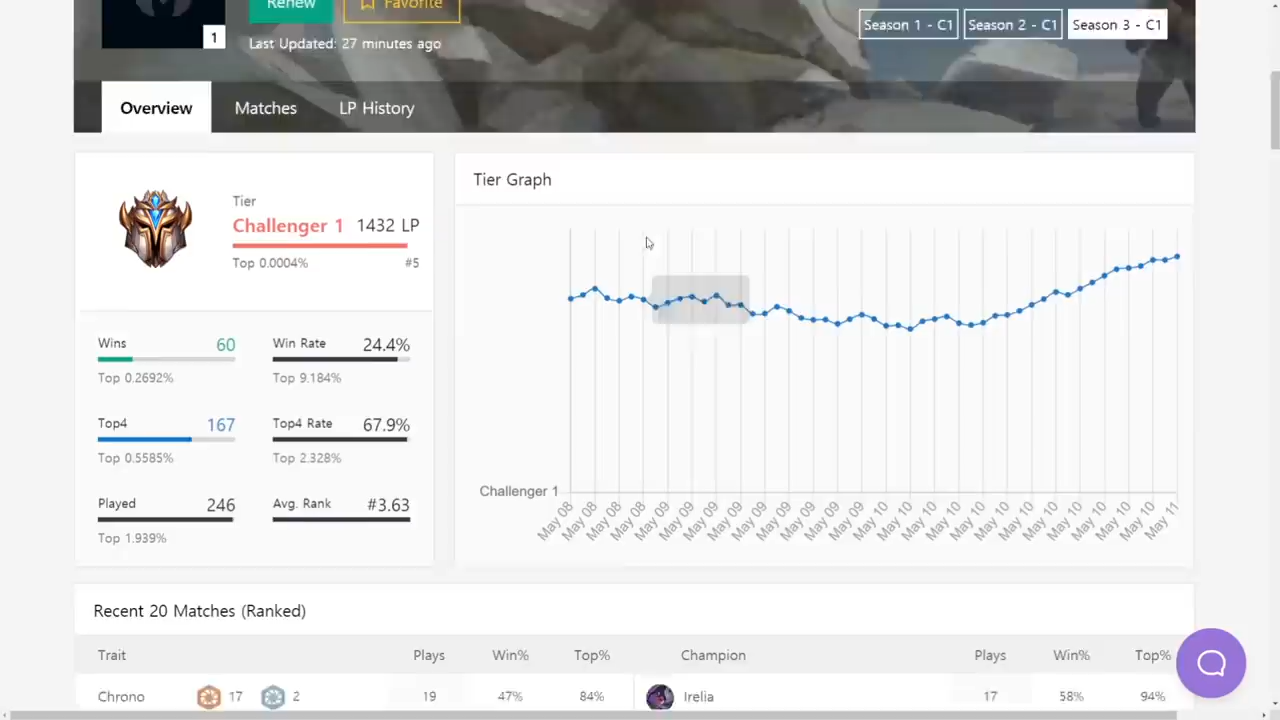 Renew
Favorite
1
Last Updated: 27 minutes ago
Season 1 - C1
Season 2 - C1
Season 3 - C1
Overview
Matches
LP History
Tier
Challenger 1 1432 LP
Top 0.0004% #5
Wins 60
Top 0.2692%
Win Rate 24.4%
Top 9.184%
Top4 167
Top 0.5585%
Top4 Rate 67.9%
Top 2.328%
Played 246
Top 1.939%
Avg. Rank #3.63
Tier Graph
Challenger 1
May 08 May 08 May 08 May 08 May 09 May 09 May 09 May 09 May 09 May 09 May 09 May 09 May 09 May 10 May 10 May 10 May 10 May 10 May 10 May 10 May 10 May 10 May 10 May 10 May 10 May 11
Recent 20 Matches (Ranked)
Trait Plays Win% Top% Champion Plays Win% Top%
Chrono 17 2 19 47% 84% Irelia 17 58% 94%